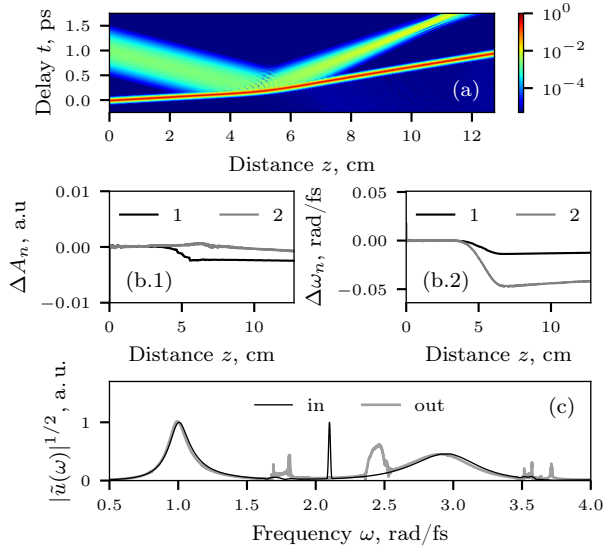 Delay t, ps
1.5
1.0
0.5
0.0
(a)
0 2 4 6 8 10 12
Distance z, cm
10^0
10^−2
10^−4
ΔA_n, a.u
0.01
0.00
−0.01
1 2
(b.1)
0 5 10
Distance z, cm
Δω_n, rad/fs
0.05
0.00
−0.05
1 2
(b.2)
0 5 10
Distance z, cm
|ũ(ω)|^1/2, a. u.
1
0
in out
(c)
0.5 1.0 1.5 2.0 2.5 3.0 3.5 4.0
Frequency ω, rad/fs